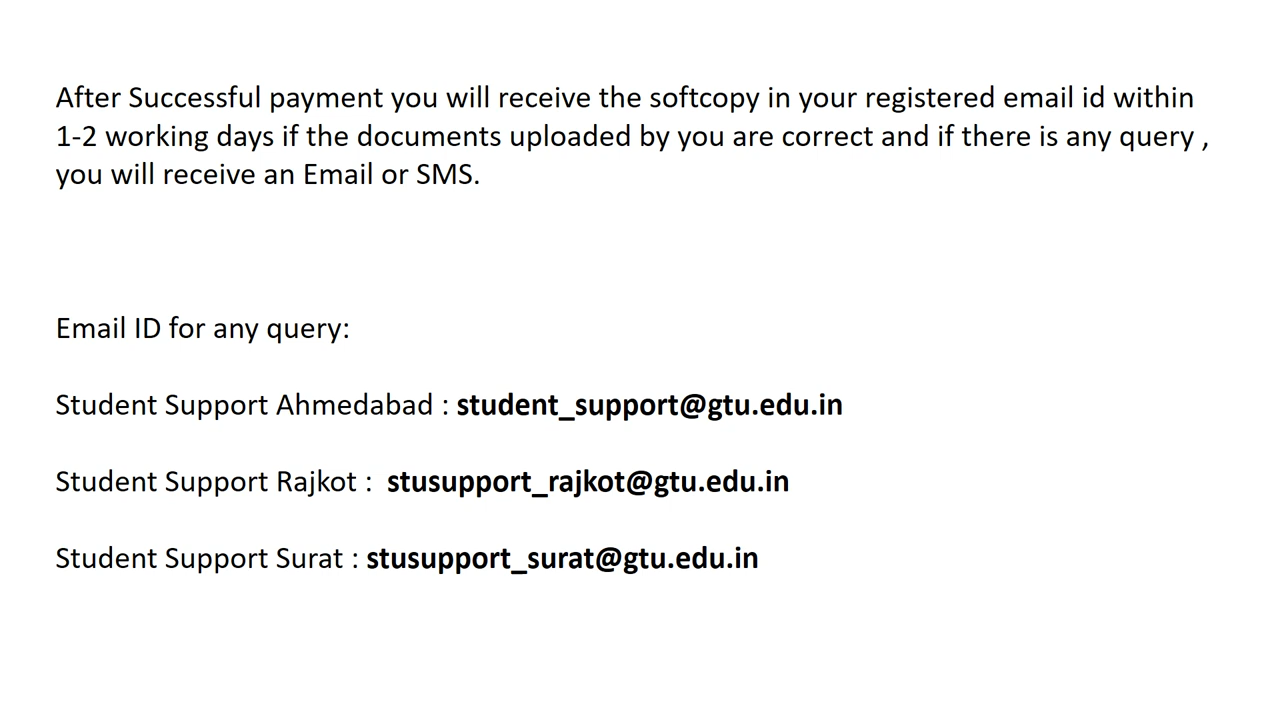 After Successful payment you will receive the softcopy in your registered email id within
1-2 working days if the documents uploaded by you are correct and if there is any query ,
you will receive an Email or SMS.
Email ID for any query:
Student Support Ahmedabad : student_support@gtu.edu.in
Student Support Rajkot :  stusupport_rajkot@gtu.edu.in
Student Support Surat : stusupport_surat@gtu.edu.in